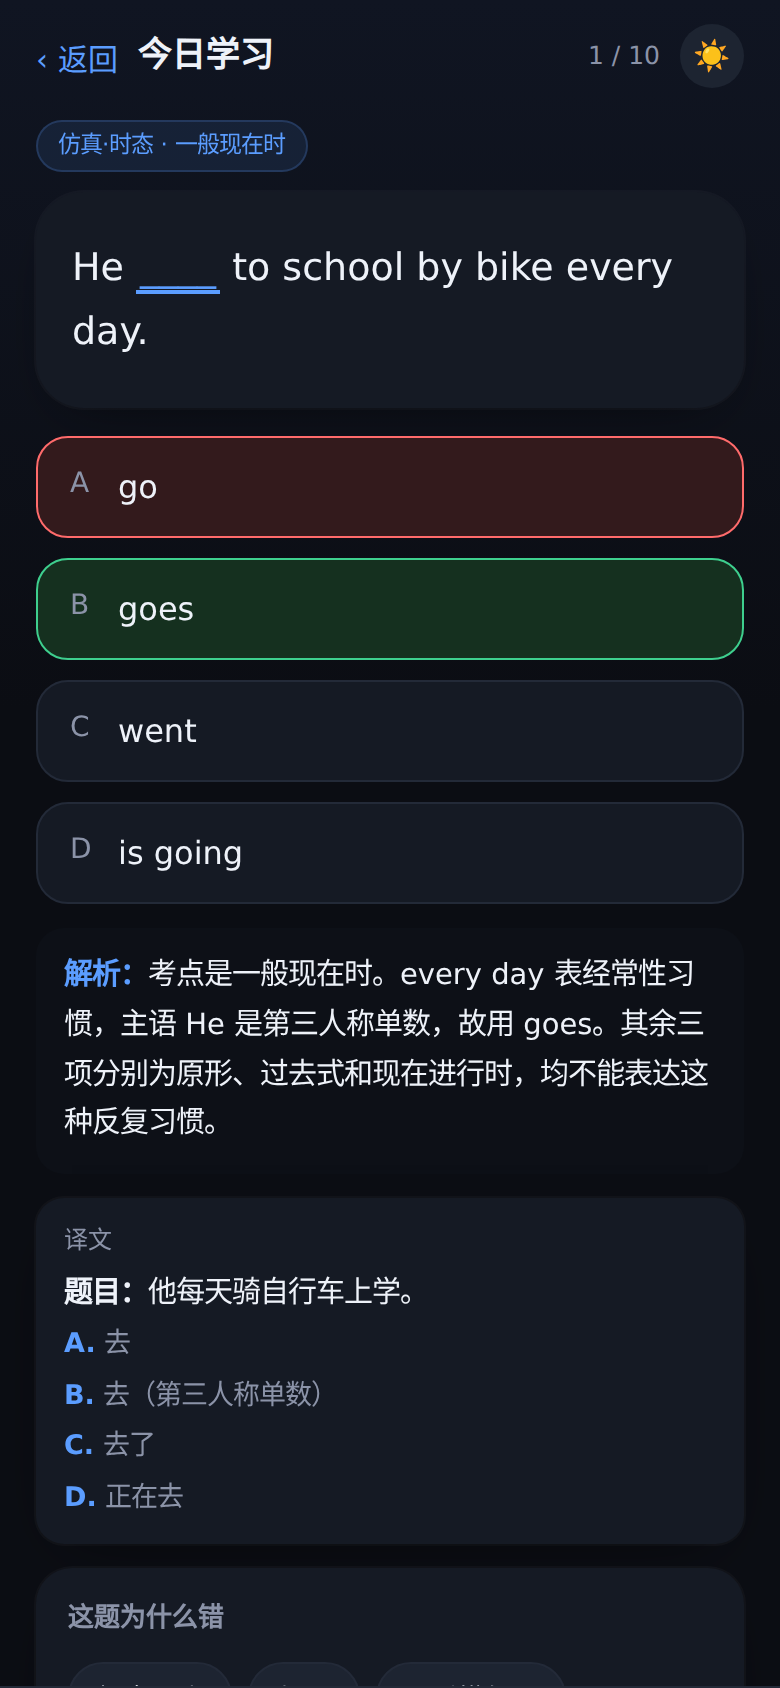 ‹ 返回 今日学习 1 / 10
仿真·时态 · 一般现在时
He ____ to school by bike every
day.
A go
B goes
C went
D is going
解析：考点是一般现在时。every day 表经常性习
惯，主语 He 是第三人称单数，故用 goes。其余三
项分别为原形、过去式和现在进行时，均不能表达这
种反复习惯。
译文
题目：他每天骑自行车上学。
A. 去
B. 去（第三人称单数）
C. 去了
D. 正在去
这题为什么错